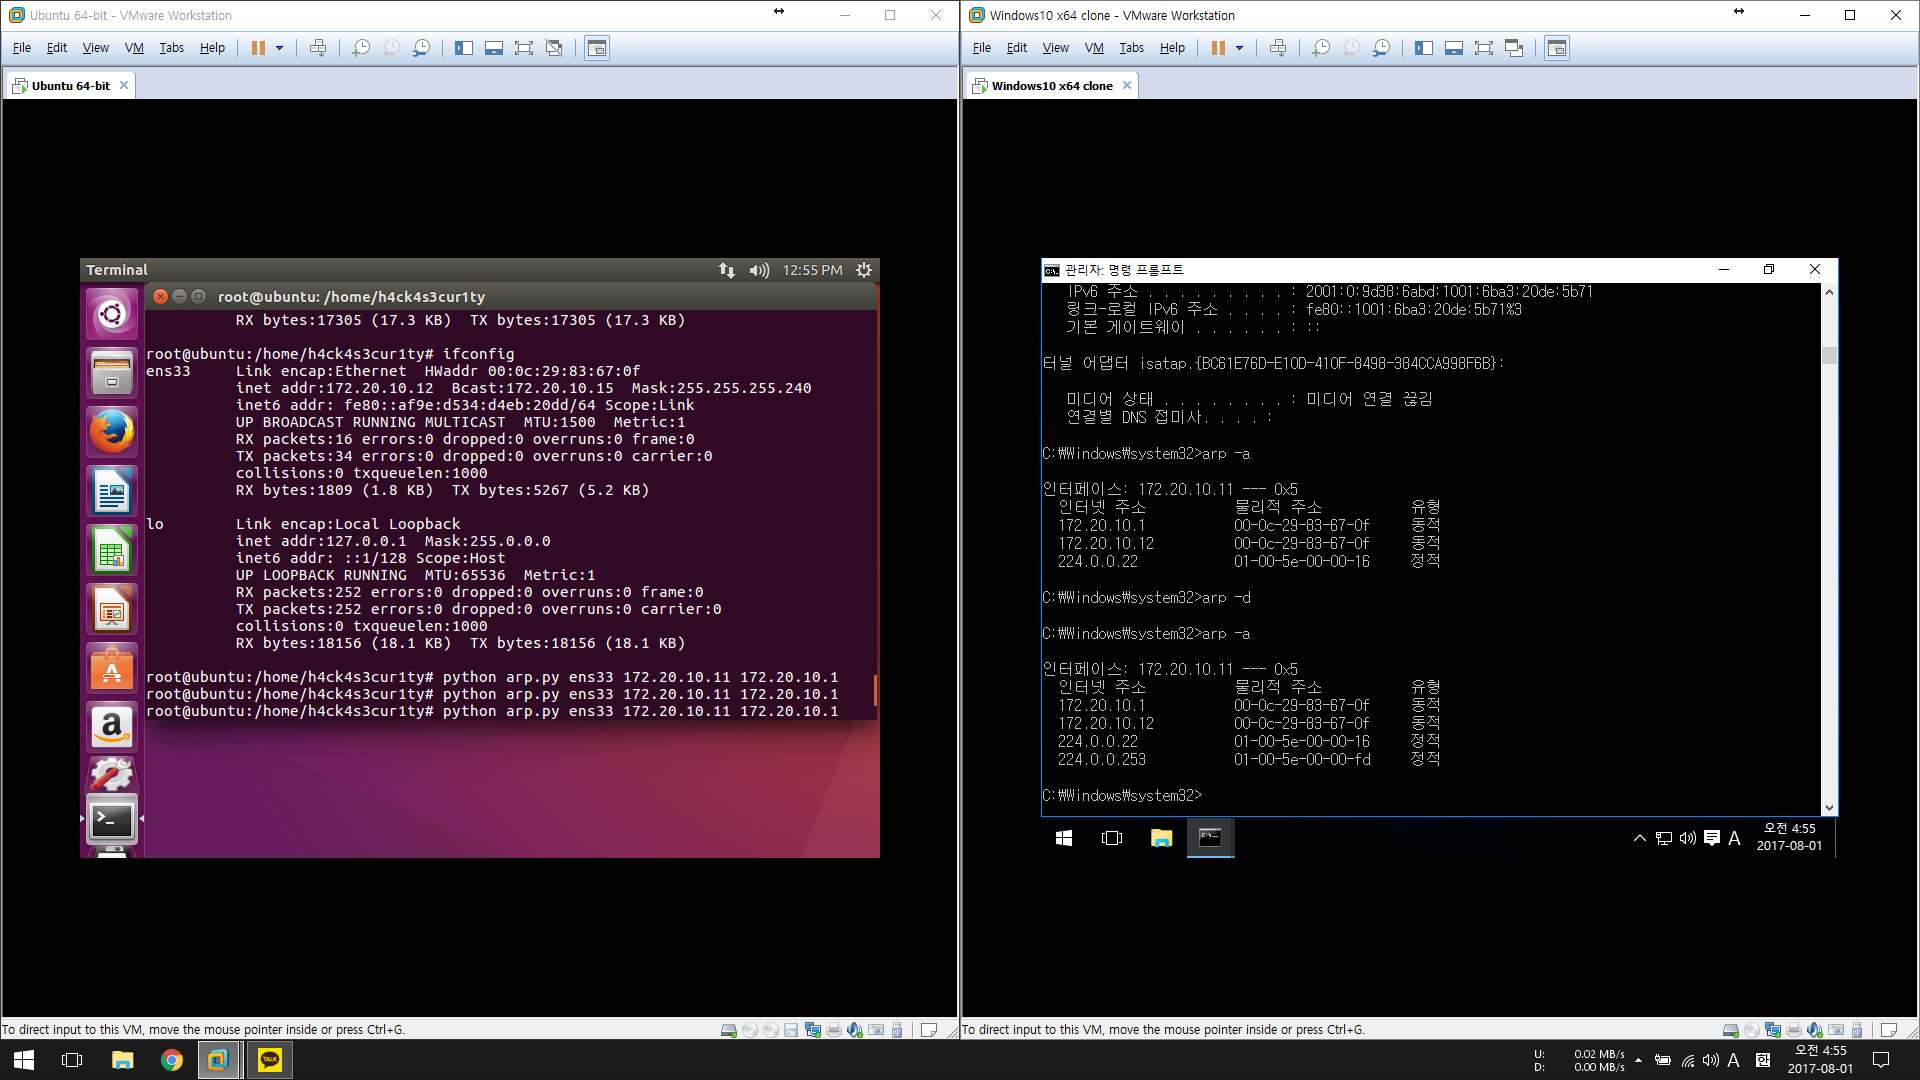 Ubuntu 64-bit - VMware Workstation
File Edit View VM Tabs Help
Ubuntu 64-bit
Terminal
12:55 PM
root@ubuntu: /home/h4ck4s3cur1ty
RX bytes:17305 (17.3 KB) TX bytes:17305 (17.3 KB)
root@ubuntu:/home/h4ck4s3cur1ty# ifconfig
ens33 Link encap:Ethernet HWaddr 00:0c:29:83:67:0f
inet addr:172.20.10.12 Bcast:172.20.10.15 Mask:255.255.255.240
inet6 addr: fe80::af9e:d534:d4eb:20dd/64 Scope:Link
UP BROADCAST RUNNING MULTICAST MTU:1500 Metric:1
RX packets:16 errors:0 dropped:0 overruns:0 frame:0
TX packets:34 errors:0 dropped:0 overruns:0 carrier:0
collisions:0 txqueuelen:1000
RX bytes:1809 (1.8 KB) TX bytes:5267 (5.2 KB)
lo Link encap:Local Loopback
inet addr:127.0.0.1 Mask:255.0.0.0
inet6 addr: ::1/128 Scope:Host
UP LOOPBACK RUNNING MTU:65536 Metric:1
RX packets:252 errors:0 dropped:0 overruns:0 frame:0
TX packets:252 errors:0 dropped:0 overruns:0 carrier:0
collisions:0 txqueuelen:1000
RX bytes:18156 (18.1 KB) TX bytes:18156 (18.1 KB)
root@ubuntu:/home/h4ck4s3cur1ty# python arp.py ens33 172.20.10.11 172.20.10.1
root@ubuntu:/home/h4ck4s3cur1ty# python arp.py ens33 172.20.10.11 172.20.10.1
root@ubuntu:/home/h4ck4s3cur1ty# python arp.py ens33 172.20.10.11 172.20.10.1
To direct input to this VM, move the mouse pointer inside or press Ctrl+G.
Windows10 x64 clone - VMware Workstation
File Edit View VM Tabs Help
Windows10 x64 clone
관리자: 명령 프롬프트
IPv6 주소 . . . . . . . . . : 2001:0:9d38:6abd:1001:6ba3:20de:5b71
링크-로컬 IPv6 주소 . . . . : fe80::1001:6ba3:20de:5b71%3
기본 게이트웨이 . . . . . . : ::
터널 어댑터 isatap.{BC61E76D-E10D-410F-8498-384CCA998F6B}:
미디어 상태 . . . . . . . . : 미디어 연결 끊김
연결별 DNS 접미사. . . . :
C:₩Windows₩system32>arp -a
인터페이스: 172.20.10.11 --- 0x5
인터넷 주소 물리적 주소 유형
172.20.10.1 00-0c-29-83-67-0f 동적
172.20.10.12 00-0c-29-83-67-0f 동적
224.0.0.22 01-00-5e-00-00-16 정적
C:₩Windows₩system32>arp -d
C:₩Windows₩system32>arp -a
인터페이스: 172.20.10.11 --- 0x5
인터넷 주소 물리적 주소 유형
172.20.10.1 00-0c-29-83-67-0f 동적
172.20.10.12 00-0c-29-83-67-0f 동적
224.0.0.22 01-00-5e-00-00-16 정적
224.0.0.253 01-00-5e-00-00-fd 정적
C:₩Windows₩system32>
A
오전 4:55
2017-08-01
To direct input to this VM, move the mouse pointer inside or press Ctrl+G.
TALK
U: 0.02 MB/s
D: 0.00 MB/s
A 한
오전 4:55
2017-08-01